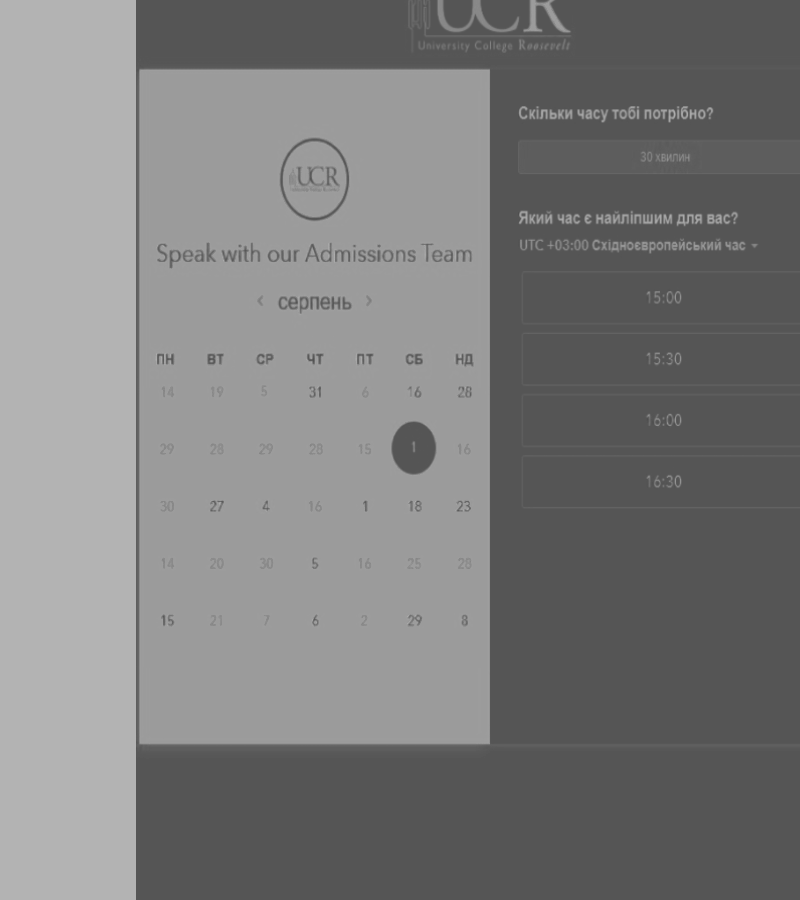 UCR
University College Roosevelt
UCR
Speak with our Admissions Team
‹ серпень ›
ПН ВТ СР ЧТ ПТ СБ НД
14 19 5 31 6 16 28
29 28 29 28 15 1 16
30 27 4 16 1 18 23
14 20 30 5 16 25 28
15 21 7 6 2 29 8
Скільки часу тобі потрібно?
30 хвилин
Який час є найліпшим для вас?
UTC +03:00 Східноєвропейський час
15:00
15:30
16:00
16:30